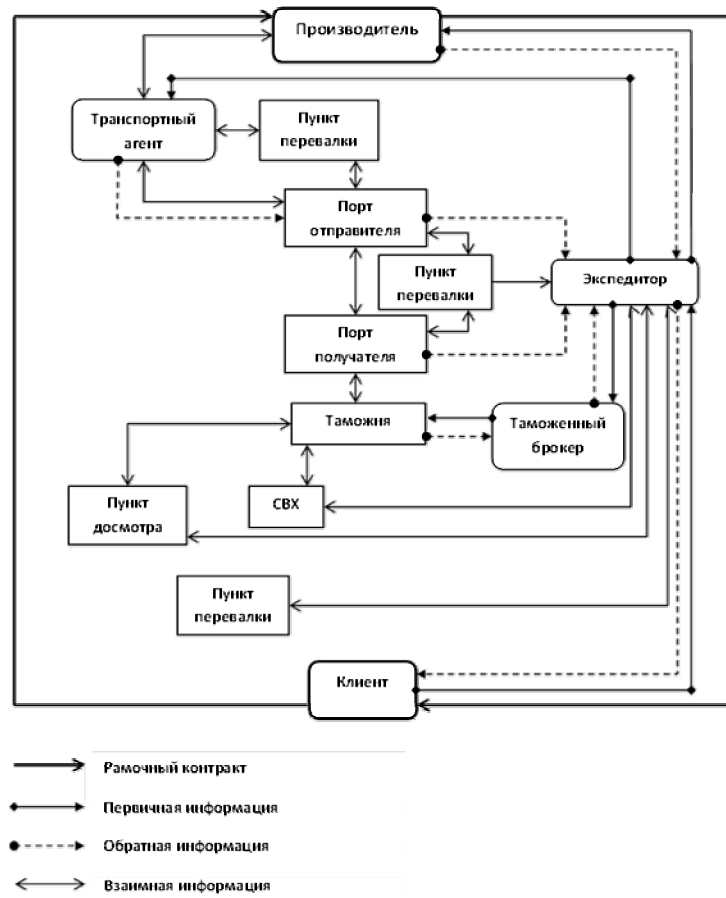 Производитель
Транспортный
агент
Пункт
перевалки
Порт
отправителя
Пункт
перевалки
Экспедитор
Порт
получателя
Таможня
Таможенный
брокер
Пункт
досмотра
СВХ
Пункт
перевалки
Клиент
Рамочный контракт
Первичная информация
Обратная информация
Взаимная информация